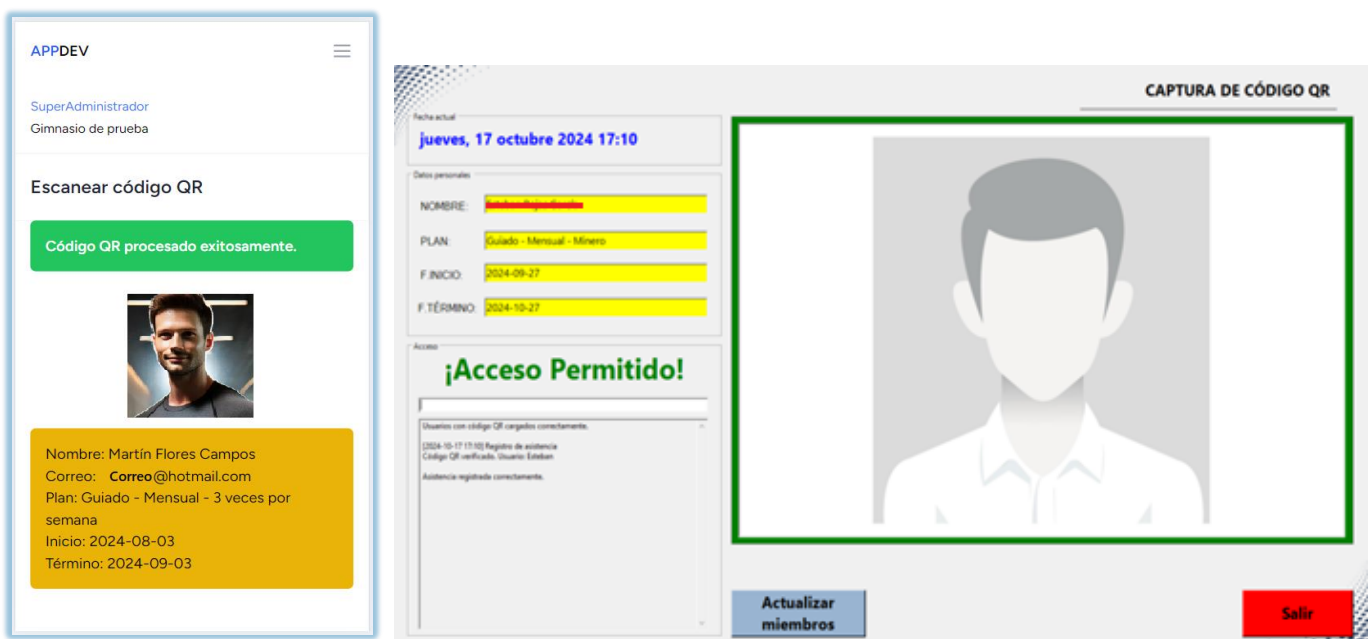 APPDEV
SuperAdministrador
Gimnasio de prueba
Escanear código QR
Código QR procesado exitosamente.
Nombre: Martín Flores Campos
Correo: Correo@hotmail.com
Plan: Guiado - Mensual - 3 veces por
semana
Inicio: 2024-08-03
Término: 2024-09-03
CAPTURA DE CÓDIGO QR
Fecha actual
jueves, 17 octubre 2024 17:10
Datos personales
NOMBRE:
PLAN: Guiado - Mensual - Minero
F.INICIO: 2024-09-27
F.TÉRMINO: 2024-10-27
Acceso
¡Acceso Permitido!
Usuarios con código QR cargados correctamente.
[2024-10-17 17:10] Registro de asistencia
Código QR verificado. Usuario: Esteban
Asistencia registrada correctamente.
Actualizar
miembros
Salir